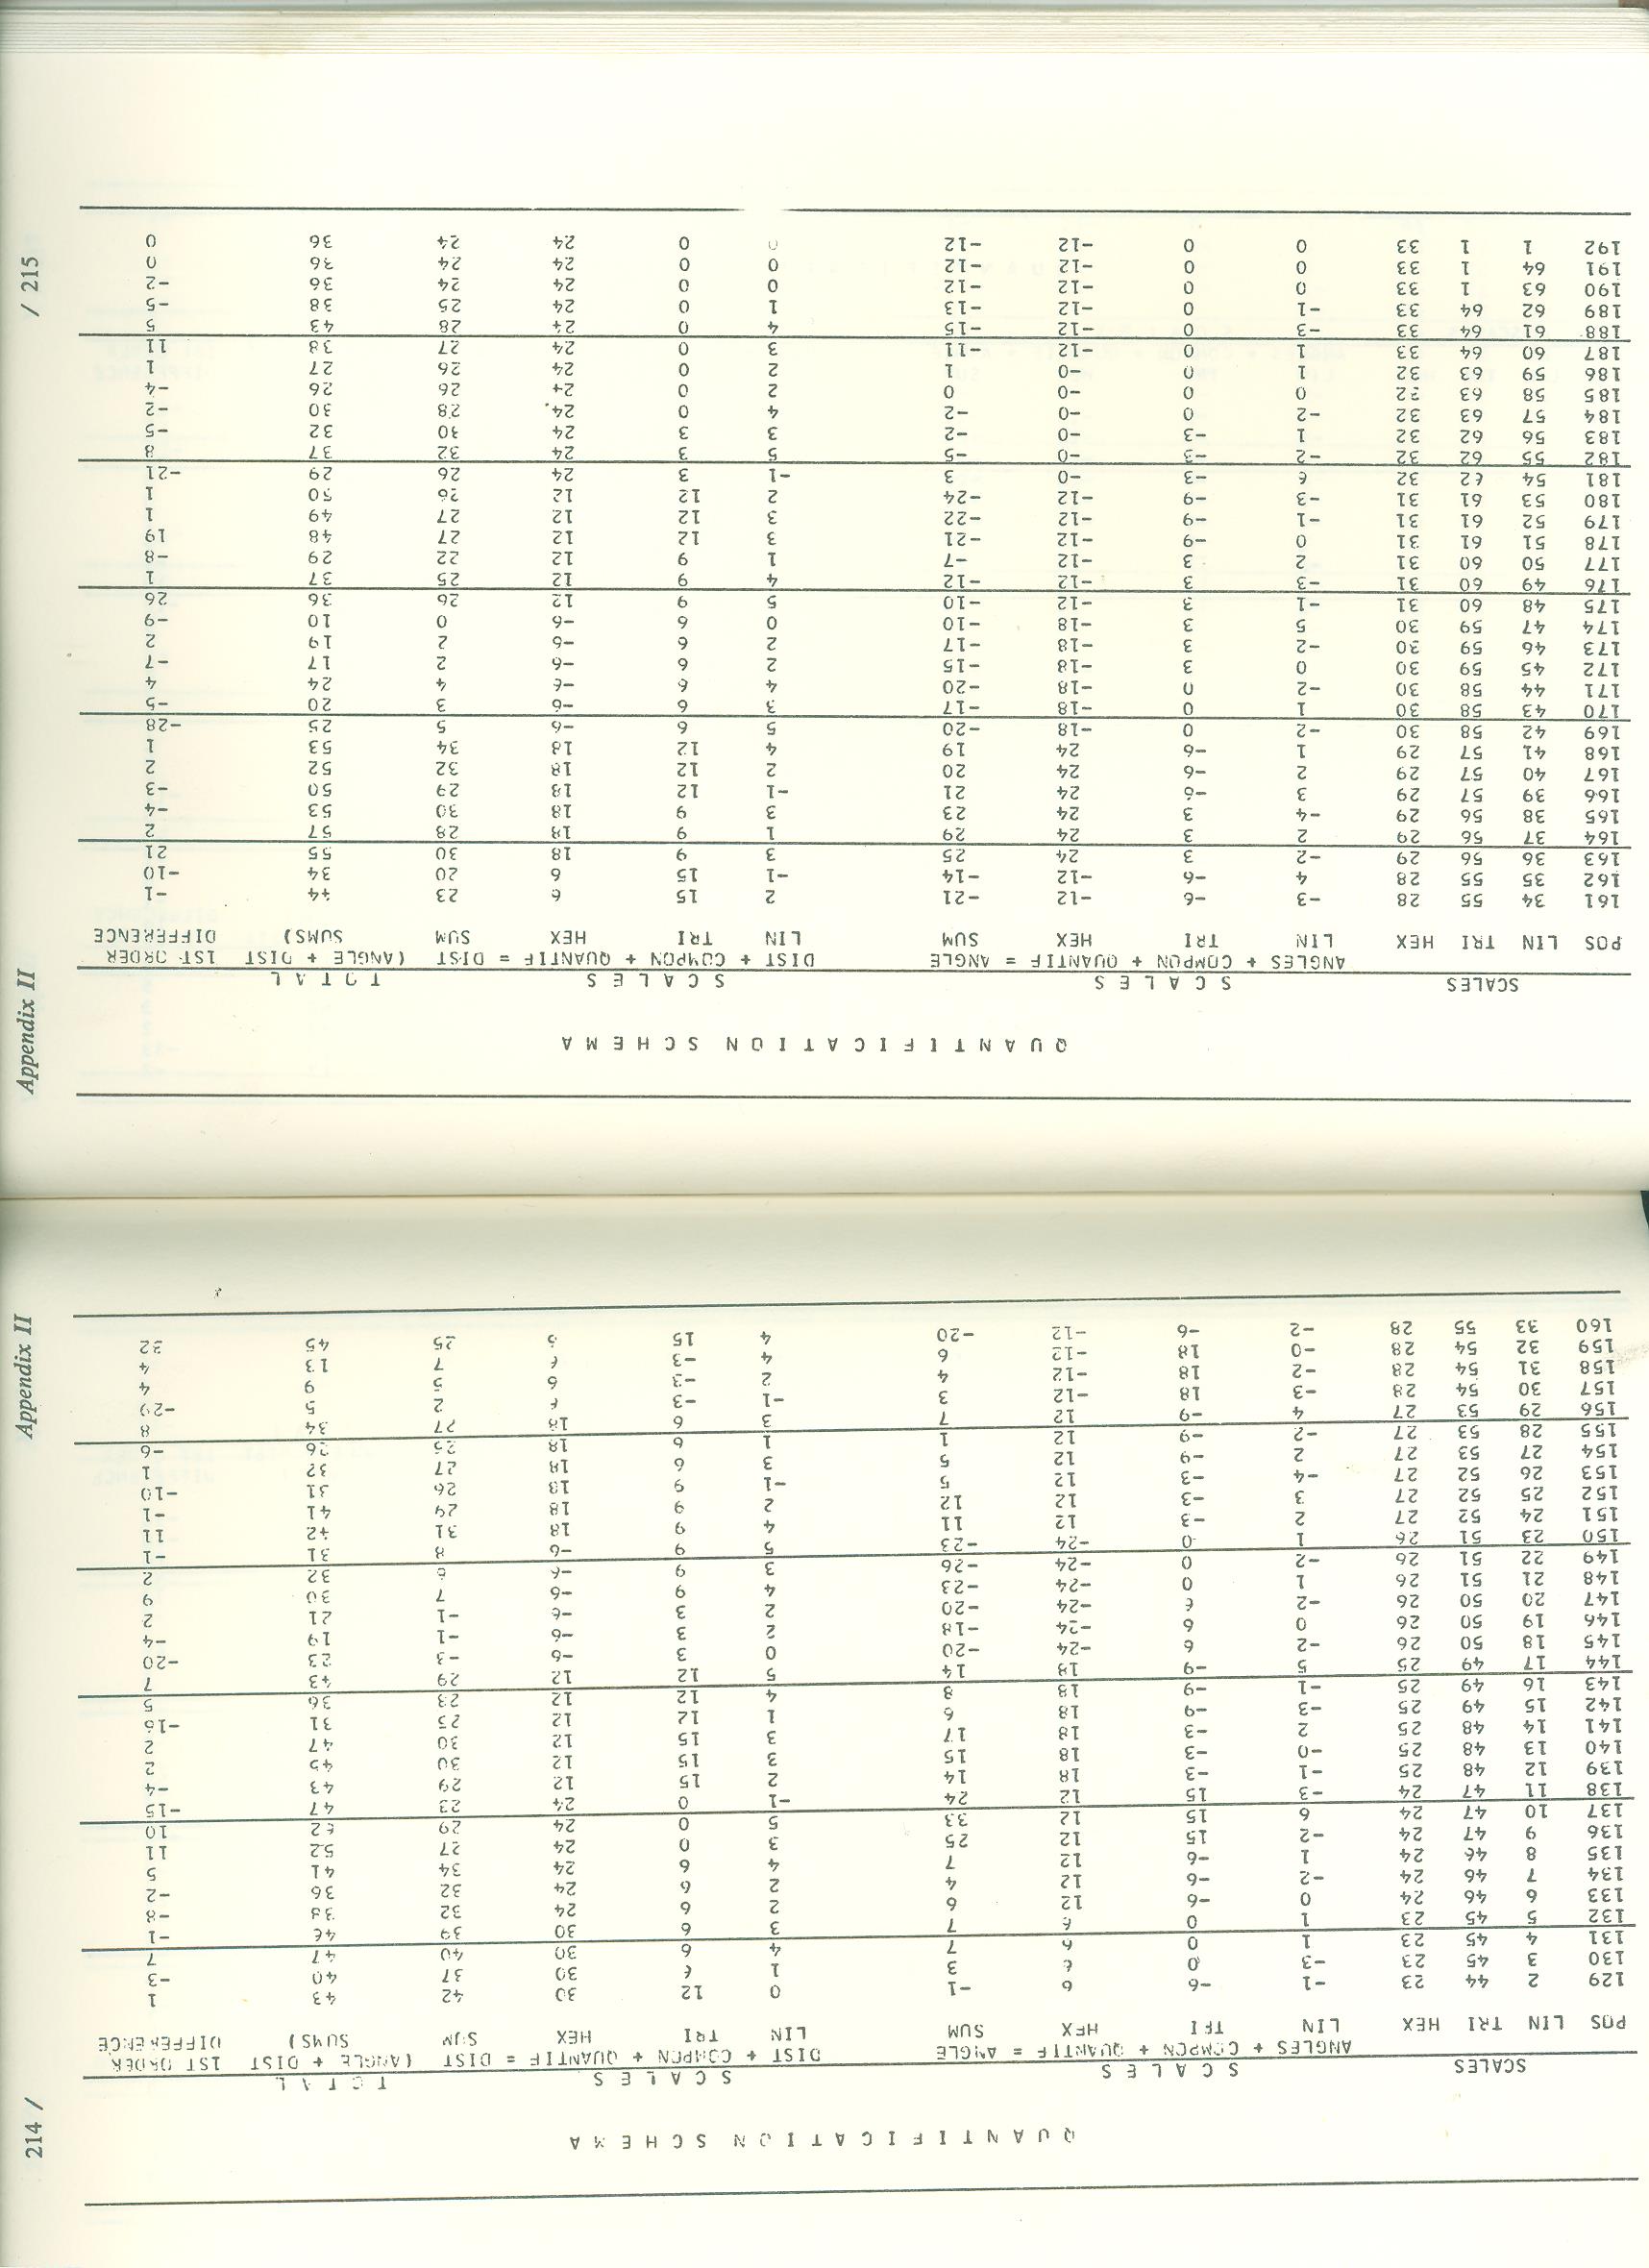 214 /
QUANTIFICATION SCHEMA
SCALES SCALES SCALES TOTAL
ANGLES + COMPON + QUANTIF = ANGLE DIST + COMPON + QUANTIF = DIST (ANGLE + DIST 1ST ORDER
POS LIN TRI HEX LIN TRI HEX SUM LIN TRI HEX SUM SUMS) DIFFERENCE
129 2 44 23 -1 -6 6 -1 0 12 30 42 43 1
130 3 45 23 -3 0 6 3 1 6 30 37 40 -3
131 4 45 23 1 0 6 7 4 6 30 40 47 7
132 5 45 23 1 0 6 7 3 6 30 39 46 -1
133 6 46 24 0 -6 12 6 2 6 24 32 38 -8
134 7 46 24 -2 -6 12 4 2 6 24 32 36 -2
135 8 46 24 1 -6 12 7 4 6 24 34 41 5
136 9 47 24 -2 15 12 25 3 0 24 27 52 11
137 10 47 24 6 15 12 33 5 0 24 29 62 10
138 11 47 24 -3 15 12 24 -1 0 24 23 47 -15
139 12 48 25 -1 -3 18 14 2 15 12 29 43 -4
140 13 48 25 -0 -3 18 15 3 15 12 30 45 2
141 14 48 25 2 -3 18 17 3 15 12 30 47 2
142 15 49 25 -3 -9 18 6 1 12 12 25 31 -16
143 16 49 25 -1 -9 18 8 4 12 12 28 36 5
144 17 49 25 5 -9 18 14 5 12 12 29 43 7
145 18 50 26 -2 6 -24 -20 0 3 -6 -3 23 -20
146 19 50 26 0 6 -24 -18 2 3 -6 -1 19 -4
147 20 50 26 -2 6 -24 -20 2 3 -6 -1 21 2
148 21 51 26 1 0 -24 -23 4 9 -6 7 30 9
149 22 51 26 -2 0 -24 -26 3 9 -6 6 32 2
150 23 51 26 1 0 -24 -23 5 9 -6 8 31 -1
151 24 52 27 2 -3 12 11 4 9 18 31 42 11
152 25 52 27 3 -3 12 12 2 9 18 29 41 -1
153 26 52 27 -4 -3 12 5 -1 9 18 26 31 -10
154 27 53 27 2 -9 12 5 3 6 18 27 32 1
155 28 53 27 -2 -9 12 1 1 6 18 25 26 -6
156 29 53 27 4 -9 12 7 3 6 18 27 34 8
157 30 54 28 -3 18 -12 3 -1 -3 6 2 5 -29
158 31 54 28 -2 18 -12 4 2 -3 6 5 9 4
159 32 54 28 -0 18 -12 6 4 -3 6 7 13 4
160 33 55 28 -2 -6 -12 -20 4 15 6 25 45 32
Appendix II
Appendix II
QUANTIFICATION SCHEMA
SCALES SCALES SCALES TOTAL
ANGLES + COMPON + QUANTIF = ANGLE DIST + COMPON + QUANTIF = DIST (ANGLE + DIST 1ST ORDER
POS LIN TRI HEX LIN TRI HEX SUM LIN TRI HEX SUM SUMS) DIFFERENCE
161 34 55 28 -3 -6 -12 -21 2 15 6 23 44 -1
162 35 55 28 4 -6 -12 -14 -1 15 6 20 34 -10
163 36 56 29 -2 3 24 25 3 9 18 30 55 21
164 37 56 29 2 3 24 29 1 9 18 28 57 2
165 38 56 29 -4 3 24 23 3 9 18 30 53 -4
166 39 57 29 3 -6 24 21 -1 12 18 29 50 -3
167 40 57 29 2 -6 24 20 2 12 18 32 52 2
168 41 57 29 1 -6 24 19 4 12 18 34 53 1
169 42 58 30 -2 0 -18 -20 5 6 -6 5 25 -28
170 43 58 30 1 0 -18 -17 3 6 -6 3 20 -5
171 44 58 30 -2 0 -18 -20 4 6 -6 4 24 4
172 45 59 30 0 3 -18 -15 2 6 -6 2 17 -7
173 46 59 30 -2 3 -18 -17 2 6 -6 2 19 2
174 47 59 30 5 3 -18 -10 0 6 -6 0 10 -9
175 48 60 31 -1 3 -12 -10 5 9 12 26 36 26
176 49 60 31 -3 3 -12 -12 4 9 12 25 37 1
177 50 60 31 2 3 -12 -7 1 9 12 22 29 -8
178 51 61 31 0 -9 -12 -21 3 12 12 27 48 19
179 52 61 31 -1 -9 -12 -22 3 12 12 27 49 1
180 53 61 31 -3 -9 -12 -24 2 12 12 26 50 1
181 54 62 32 6 -3 -0 3 -1 3 24 26 29 -21
182 55 62 32 -2 -3 -0 -5 5 3 24 32 37 8
183 56 62 32 1 -3 -0 -2 3 3 24 30 32 -5
184 57 63 32 -2 0 -0 -2 4 0 24 28 30 -2
185 58 63 32 0 0 -0 0 2 0 24 26 26 -4
186 59 63 32 1 0 -0 1 2 0 24 26 27 1
187 60 64 33 1 0 -12 -11 3 0 24 27 38 11
188 61 64 33 -3 0 -12 -15 4 0 24 28 43 5
189 62 64 33 -1 0 -12 -13 1 0 24 25 38 -5
190 63 1 33 0 0 -12 -12 0 0 24 24 36 -2
191 64 1 33 0 0 -12 -12 0 0 24 24 36 0
192 1 1 33 0 0 -12 -12 0 0 24 24 36 0
/ 215